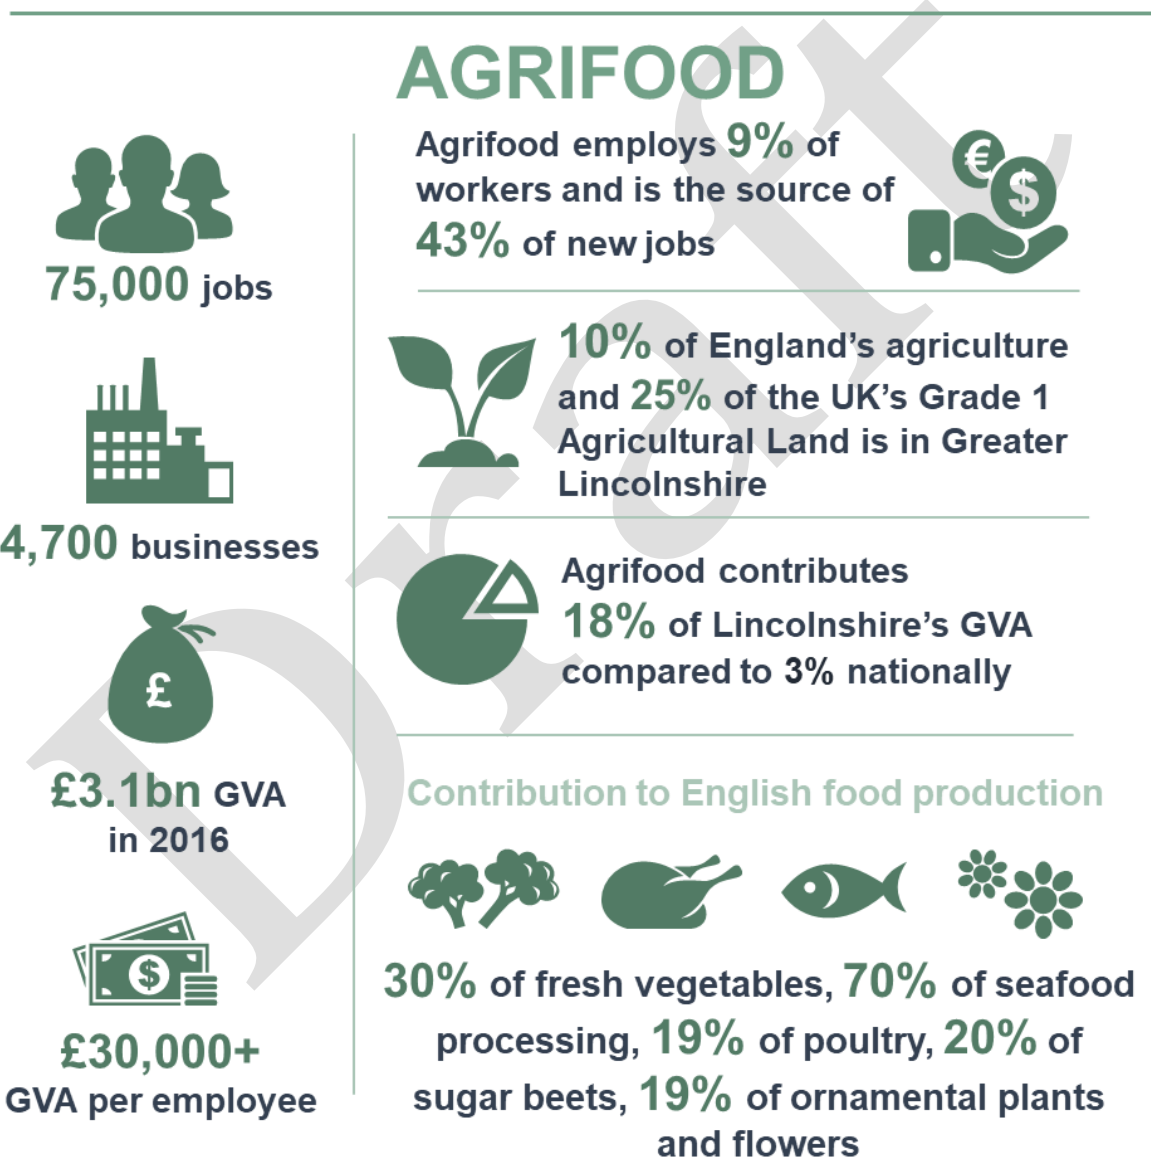 AGRIFOOD
75,000 jobs
4,700 businesses
£
£3.1bn GVA
in 2016
$
£30,000+
GVA per employee
Agrifood employs 9% of
workers and is the source of
43% of new jobs
€
$
10% of England’s agriculture
and 25% of the UK’s Grade 1
Agricultural Land is in Greater
Lincolnshire
Agrifood contributes
18% of Lincolnshire’s GVA
compared to 3% nationally
Contribution to English food production
30% of fresh vegetables, 70% of seafood
processing, 19% of poultry, 20% of
sugar beets, 19% of ornamental plants
and flowers
Draft